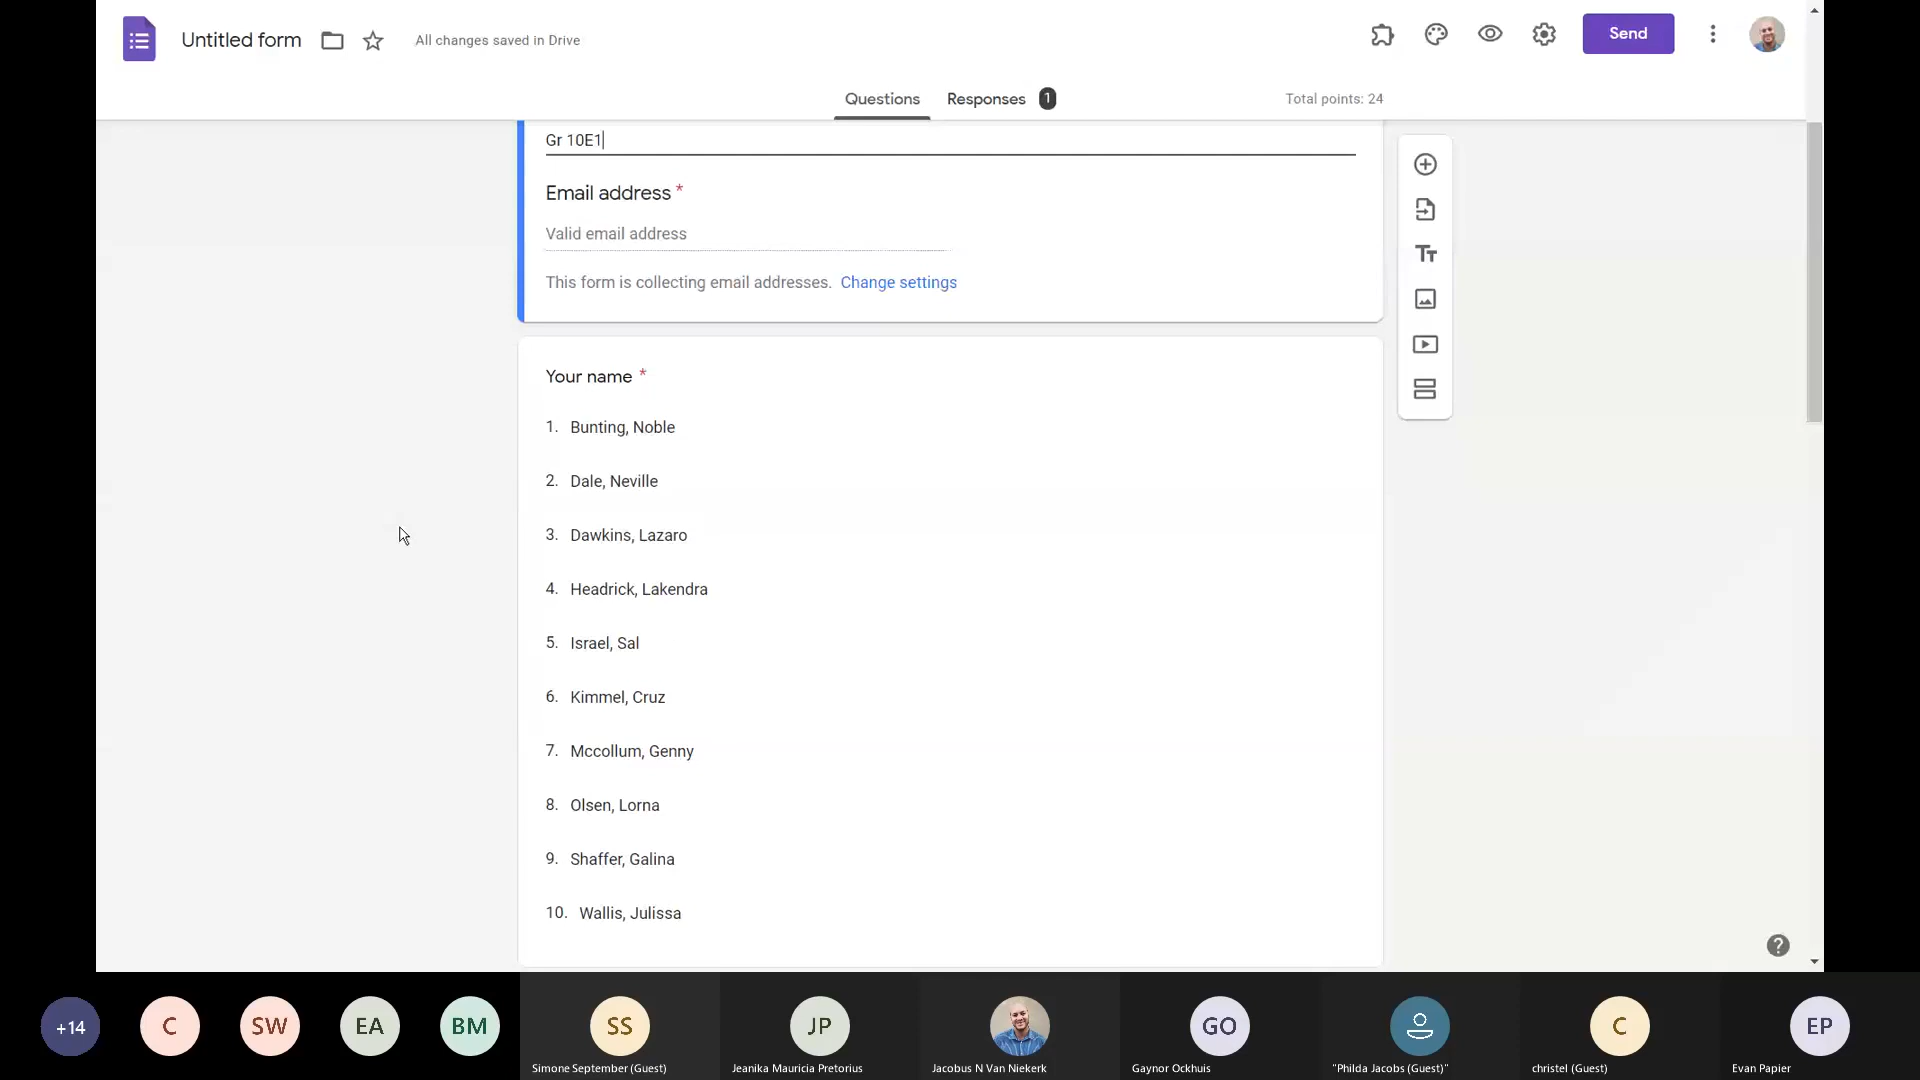 Untitled form
All changes saved in Drive
Send
Questions
Responses 1
Total points: 24
Gr 10E1
Email address *
Valid email address
This form is collecting email addresses. Change settings
Your name *
1. Bunting, Noble
2. Dale, Neville
3. Dawkins, Lazaro
4. Headrick, Lakendra
5. Israel, Sal
6. Kimmel, Cruz
7. Mccollum, Genny
8. Olsen, Lorna
9. Shaffer, Galina
10. Wallis, Julissa
+14
C
SW
EA
BM
SS
JP
GO
C
EP
Simone September (Guest)
Jeanika Mauricia Pretorius
Jacobus N Van Niekerk
Gaynor Ockhuis
"Philda Jacobs (Guest)"
christel (Guest)
Evan Papier